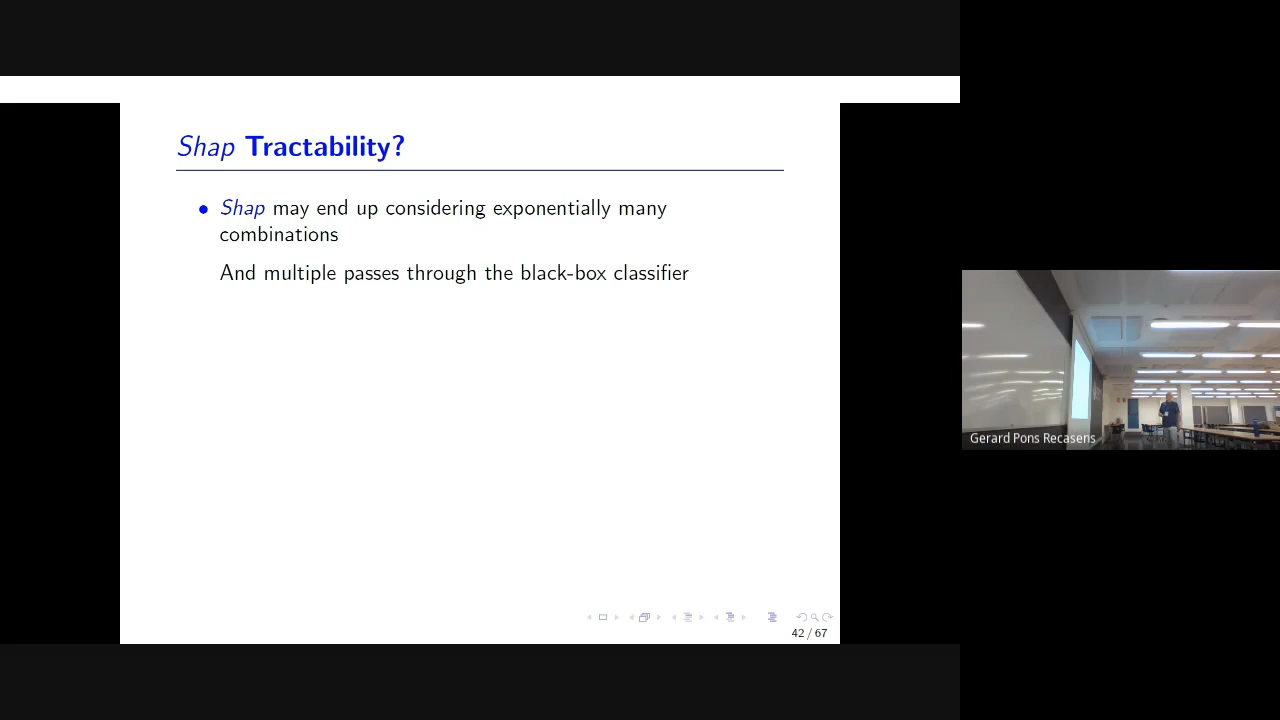 Shap Tractability?
• Shap may end up considering exponentially many
combinations
And multiple passes through the black-box classifier
42 / 67
Gerard Pons Recasens